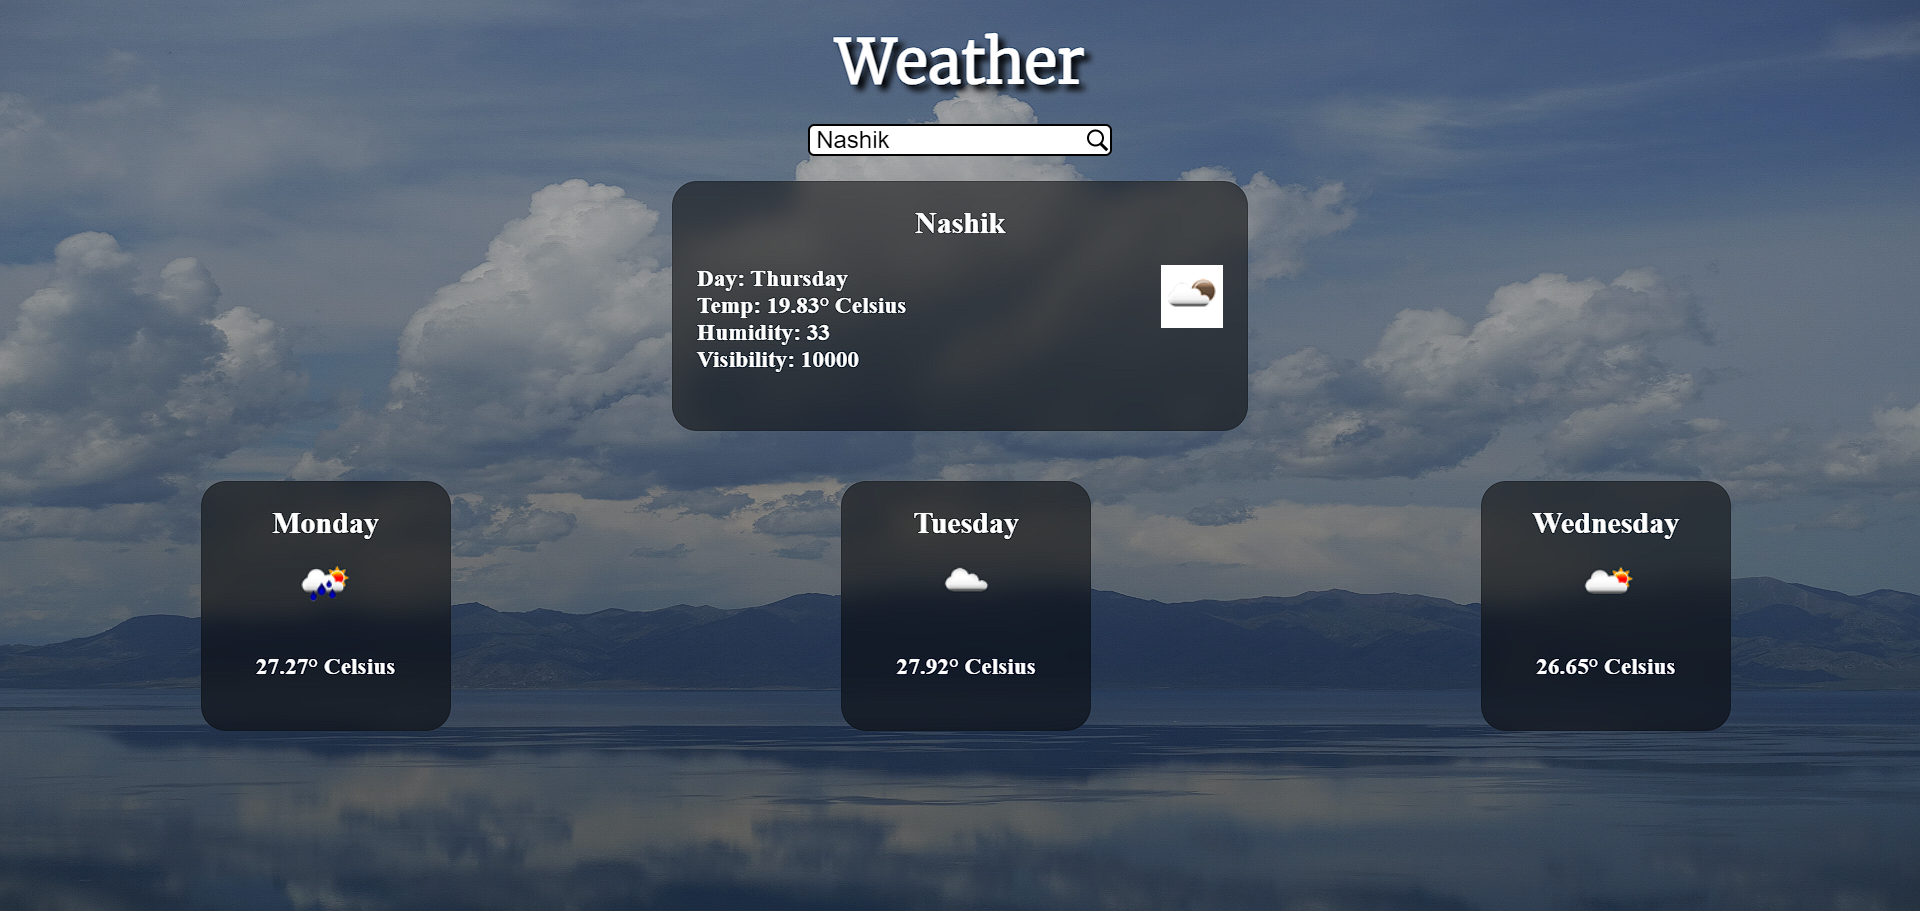 Weather
Nashik
Nashik
Day: Thursday
Temp: 19.83° Celsius
Humidity: 33
Visibility: 10000
Monday
27.27° Celsius
Tuesday
27.92° Celsius
Wednesday
26.65° Celsius